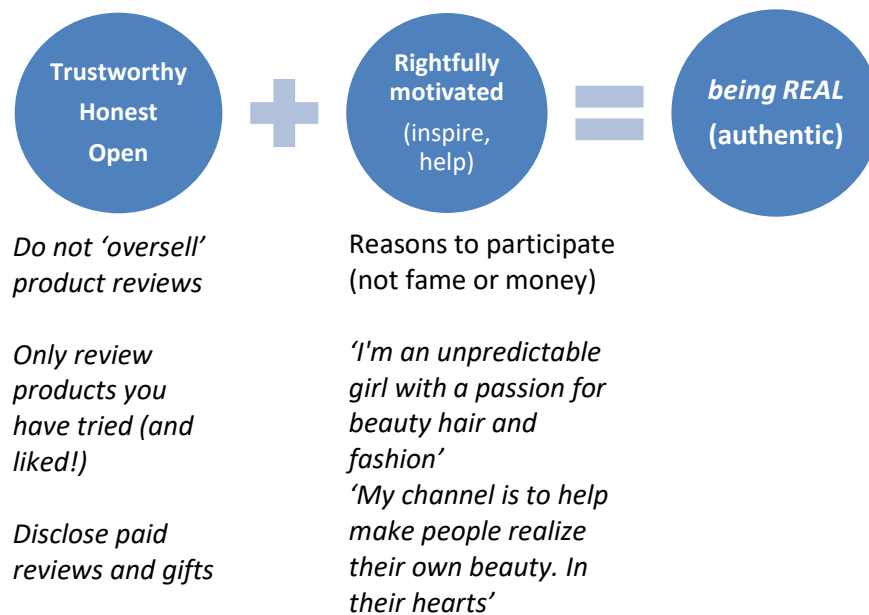 Trustworthy
Honest
Open
Rightfully
motivated
(inspire,
help)
being REAL
(authentic)
Do not ‘oversell’
product reviews
Only review
products you
have tried (and
liked!)
Disclose paid
reviews and gifts
Reasons to participate
(not fame or money)
‘I'm an unpredictable
girl with a passion for
beauty hair and
fashion’
‘My channel is to help
make people realize
their own beauty. In
their hearts’